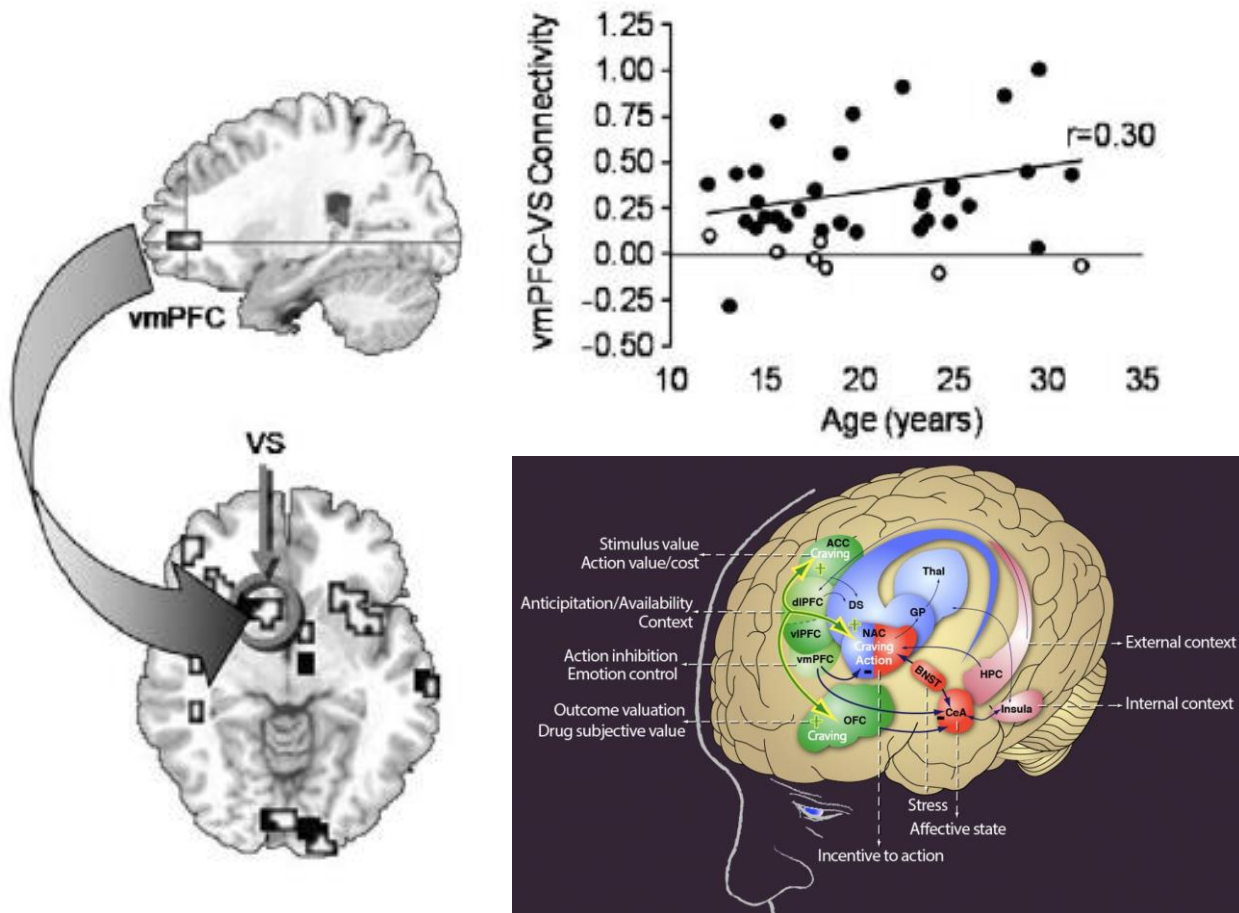 vmPFC
VS
vmPFC-VS Connectivity
1.25
1.00
0.75
0.50
0.25
0.00
-0.25
-0.50
r=0.30
10 15 20 25 30 35
Age (years)
Stimulus value
Action value/cost
Anticipitation/Availability
Context
Action inhibition
Emotion control
Outcome valuation
Drug subjective value
ACC
Craving
+
dlPFC
DS
vlPFC
+
NAC
Craving
Action
-
vmPFC
+
OFC
Craving
Thal
GP
BNST
HPC
CeA
-
Insula
External context
Internal context
Stress
Affective state
Incentive to action